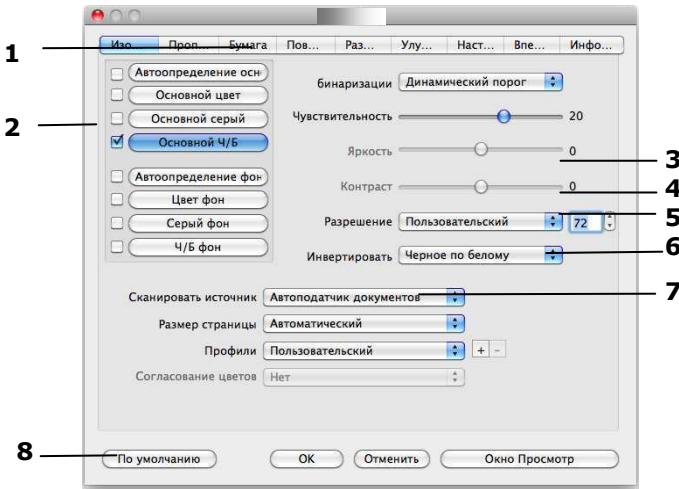 Изо... Проп... Бумага Пов... Раз... Улу... Наст... Впе... Инфо...
1
Автоопределение осн
Основной цвет
Основной серый
Основной Ч/Б
2
Автоопределение фон
Цвет фон
Серый фон
Ч/Б фон
бинаризации Динамический порог
Чувствительность 20
Яркость 0
3
Контраст 0
4
Разрешение Пользовательский 72
5
Инвертировать Черное по белому
6
Сканировать источник Автоподатчик документов
7
Размер страницы Автоматический
Профили Пользовательский + -
Согласование цветов Нет
8
По умолчанию OK Отменить Окно Просмотр